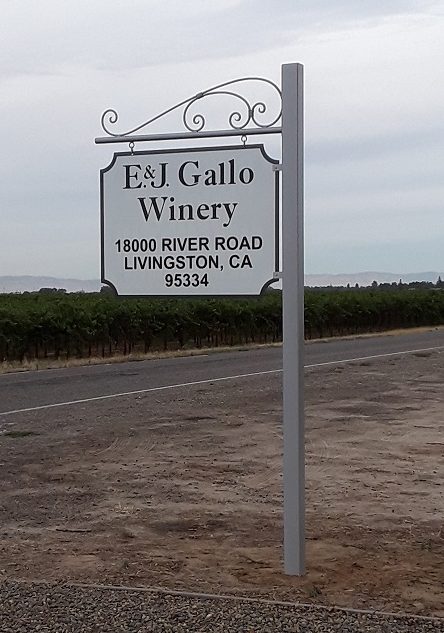 E.&J. Gallo
Winery
18000 RIVER ROAD
LIVINGSTON, CA
95334